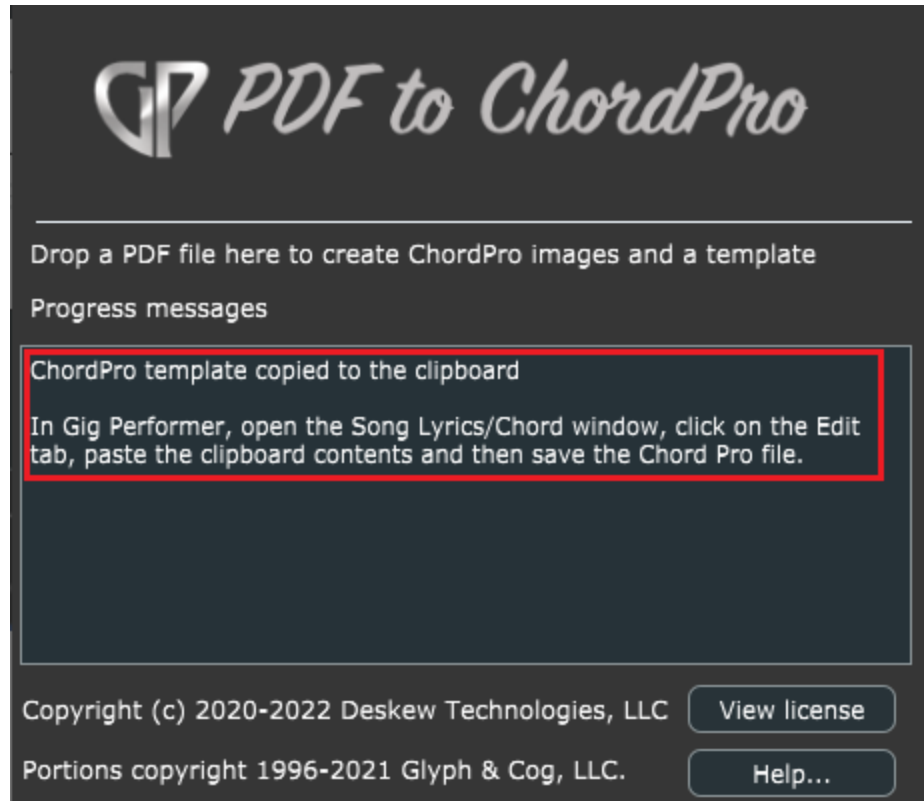 GP PDF to ChordPro
Drop a PDF file here to create ChordPro images and a template
Progress messages
ChordPro template copied to the clipboard
In Gig Performer, open the Song Lyrics/Chord window, click on the Edit
tab, paste the clipboard contents and then save the Chord Pro file.
Copyright (c) 2020-2022 Deskew Technologies, LLC
View license
Portions copyright 1996-2021 Glyph & Cog, LLC.
Help...